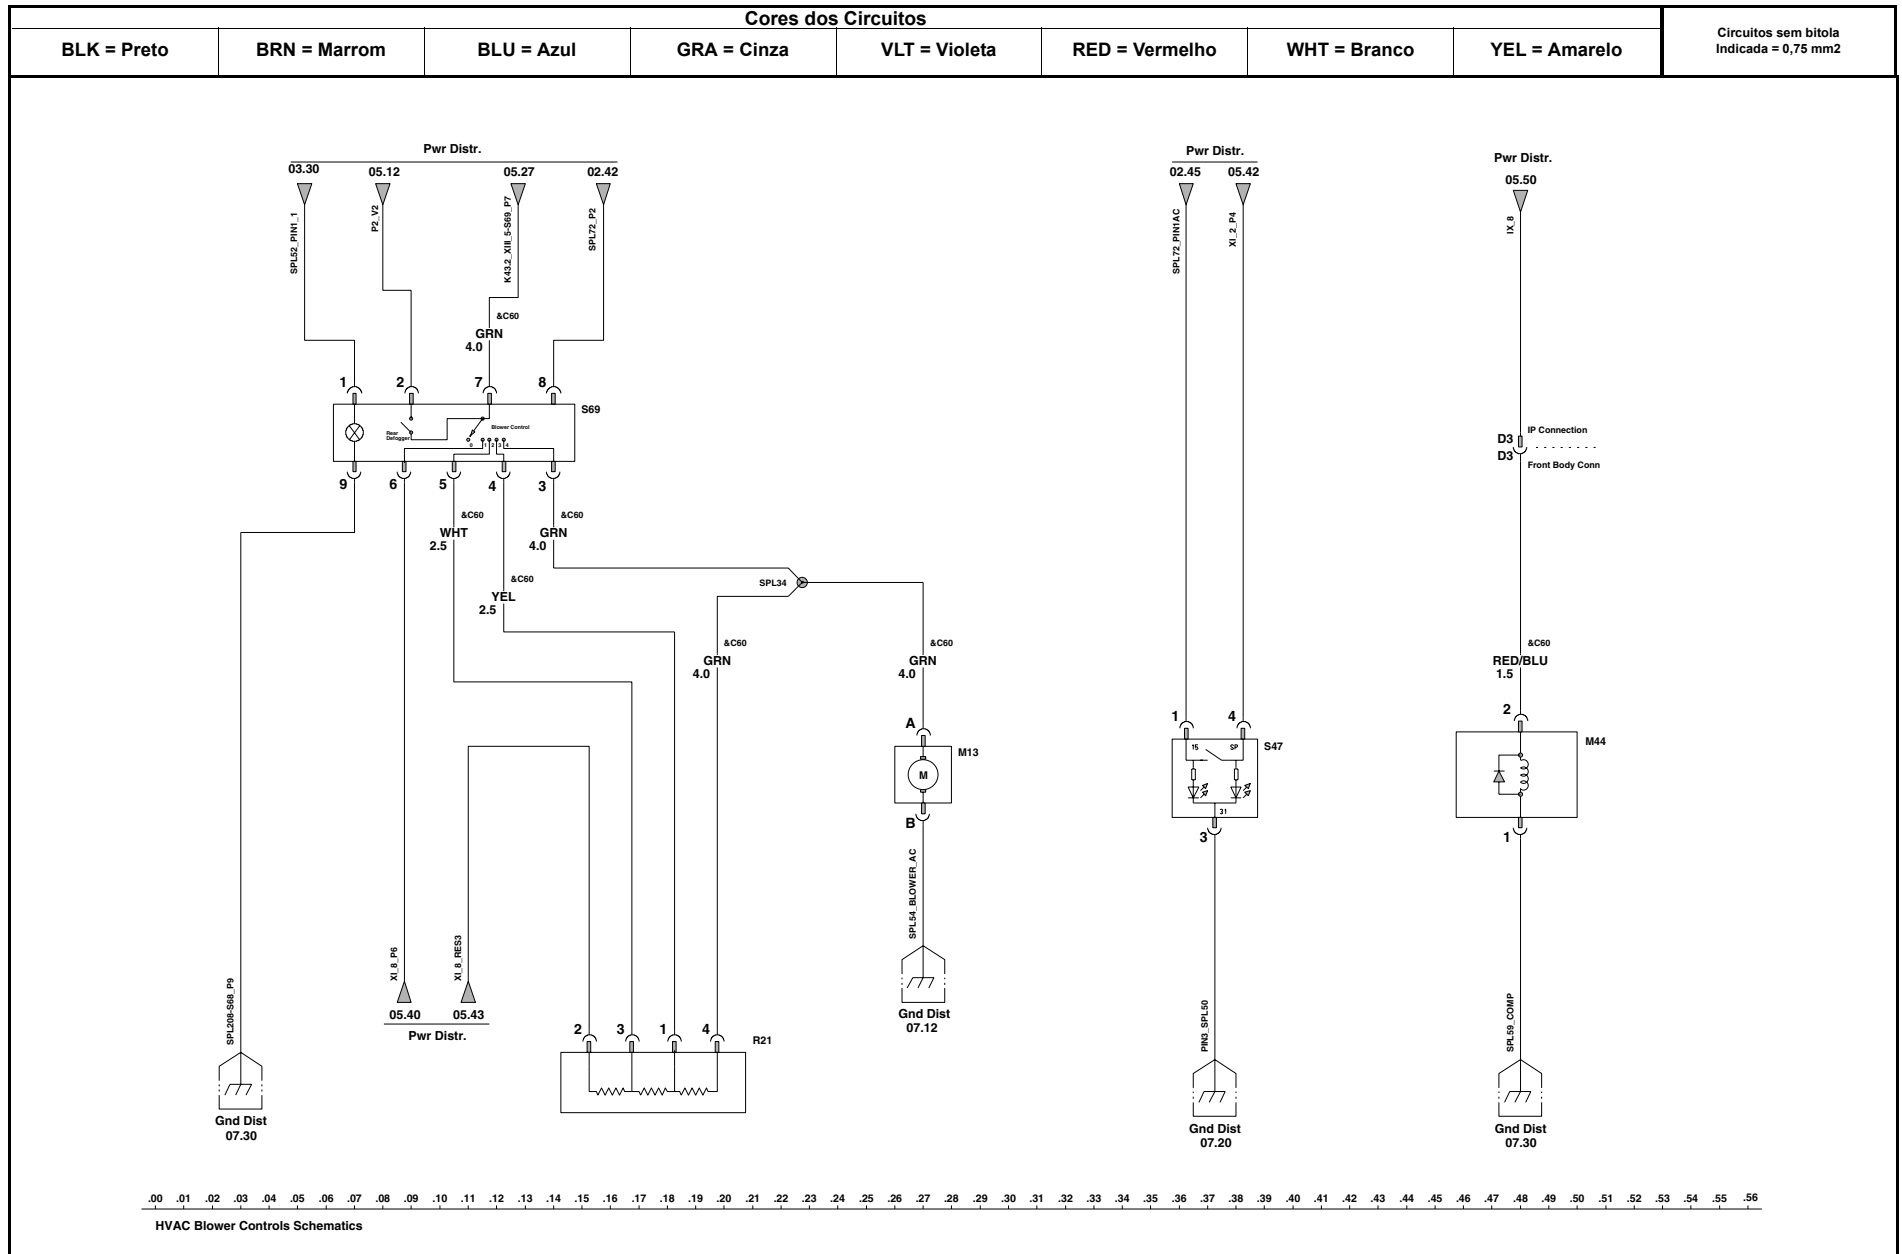 Cores dos Circuitos
BLK = Preto
BRN = Marrom
BLU = Azul
GRA = Cinza
VLT = Violeta
RED = Vermelho
WHT = Branco
YEL = Amarelo
Circuitos sem bitola
Indicada = 0,75 mm2
Pwr Distr.
03.30
05.12
05.27
02.42
SPL52_PIN1_1
P2_V2
K43.2_XIII_5-S69_P7
SPL72_P2
&C60
GRN
4.0
1
2
7
8
S69
Rear
Defogger
Blower Control
0 1 2 3 4
9
6
5
4
3
&C60
WHT
2.5
&C60
GRN
4.0
&C60
YEL
2.5
SPL34
&C60
GRN
4.0
&C60
GRN
4.0
A
M13
M
B
SPL54_BLOWER_AC
Gnd Dist
07.12
XI_8_P6
XI_8_RES3
05.40
05.43
Pwr Distr.
SPL208-S68_P9
Gnd Dist
07.30
2
3
1
4
R21
Pwr Distr.
02.45
05.42
SPL72_PIN1AC
XI_2_P4
1
4
15
SP
S47
31
3
PIN3_SPL50
Gnd Dist
07.20
Pwr Distr.
05.50
IX_8
D3
IP Connection
D3
Front Body Conn
&C60
RED/BLU
1.5
2
M44
1
SPL59_COMP
Gnd Dist
07.30
.00 .01 .02 .03 .04 .05 .06 .07 .08 .09 .10 .11 .12 .13 .14 .15 .16 .17 .18 .19 .20 .21 .22 .23 .24 .25 .26 .27 .28 .29 .30 .31 .32 .33 .34 .35 .36 .37 .38 .39 .40 .41 .42 .43 .44 .45 .46 .47 .48 .49 .50 .51 .52 .53 .54 .55 .56
HVAC Blower Controls Schematics